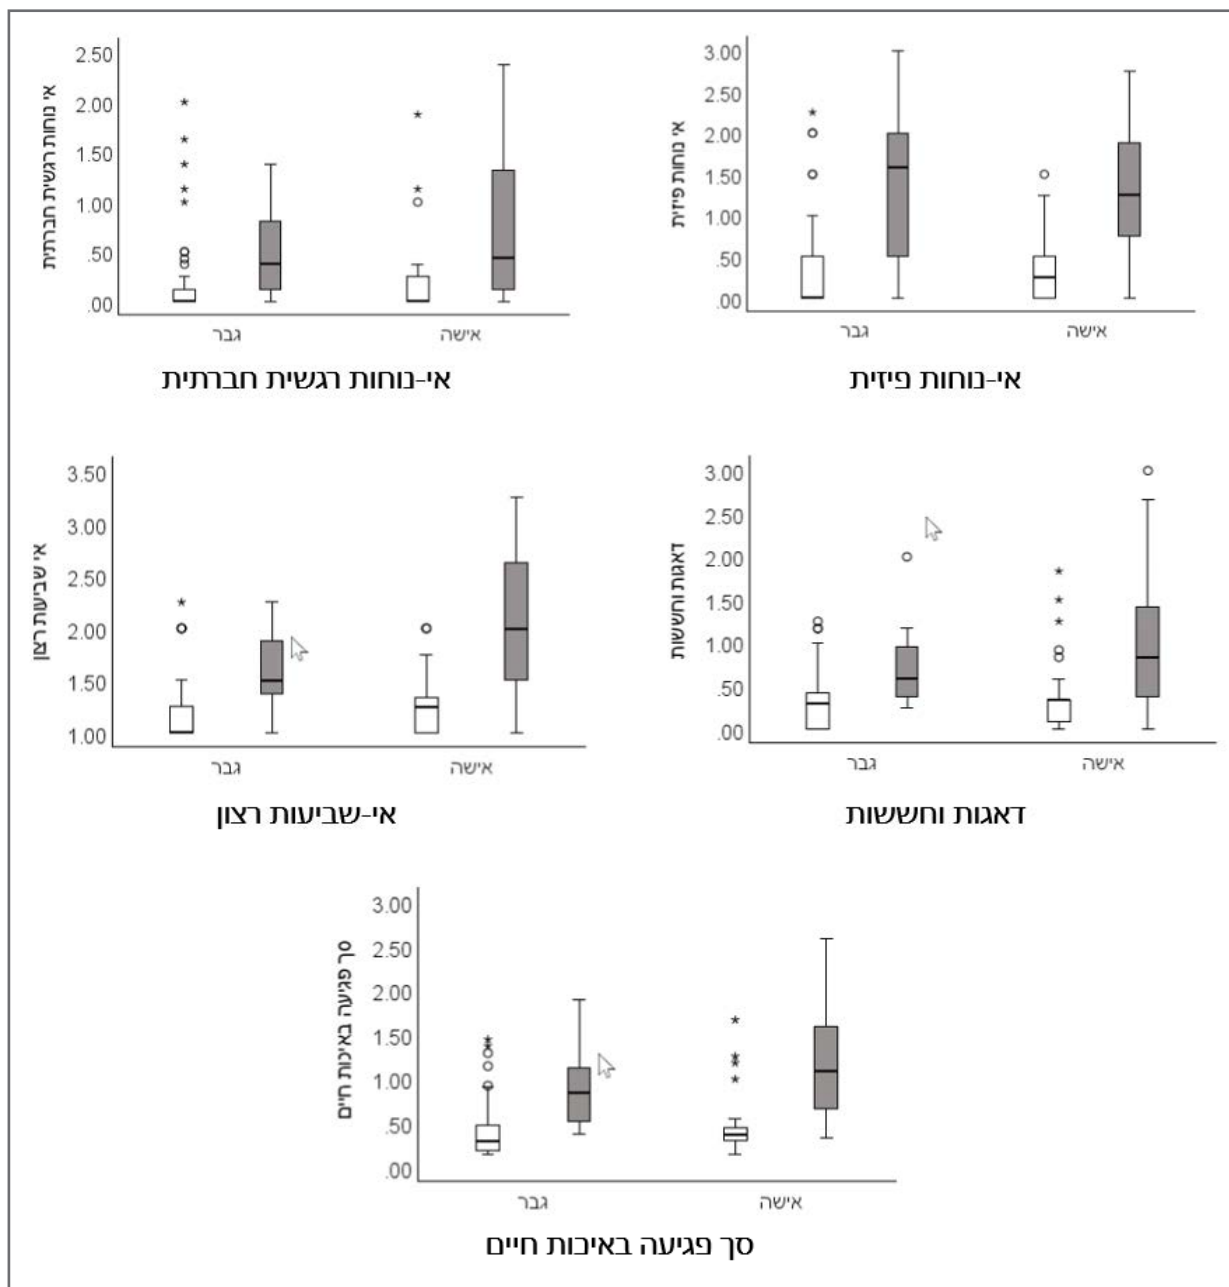 אי נוחות רגשית חברתית
2.50
2.00
1.50
1.00
.50
.00
גבר
אישה
אי-נוחות רגשית חברתית
אי נוחות פיזית
3.00
2.50
2.00
1.50
1.00
.50
.00
גבר
אישה
אי-נוחות פיזית
אי שביעות רצון
3.50
3.00
2.50
2.00
1.50
1.00
גבר
אישה
אי-שביעות רצון
דאגות וחששות
3.00
2.50
2.00
1.50
1.00
.50
.00
גבר
אישה
דאגות וחששות
סך פגיעה באיכות חיים
3.00
2.50
2.00
1.50
1.00
.50
.00
גבר
אישה
סך פגיעה באיכות חיים